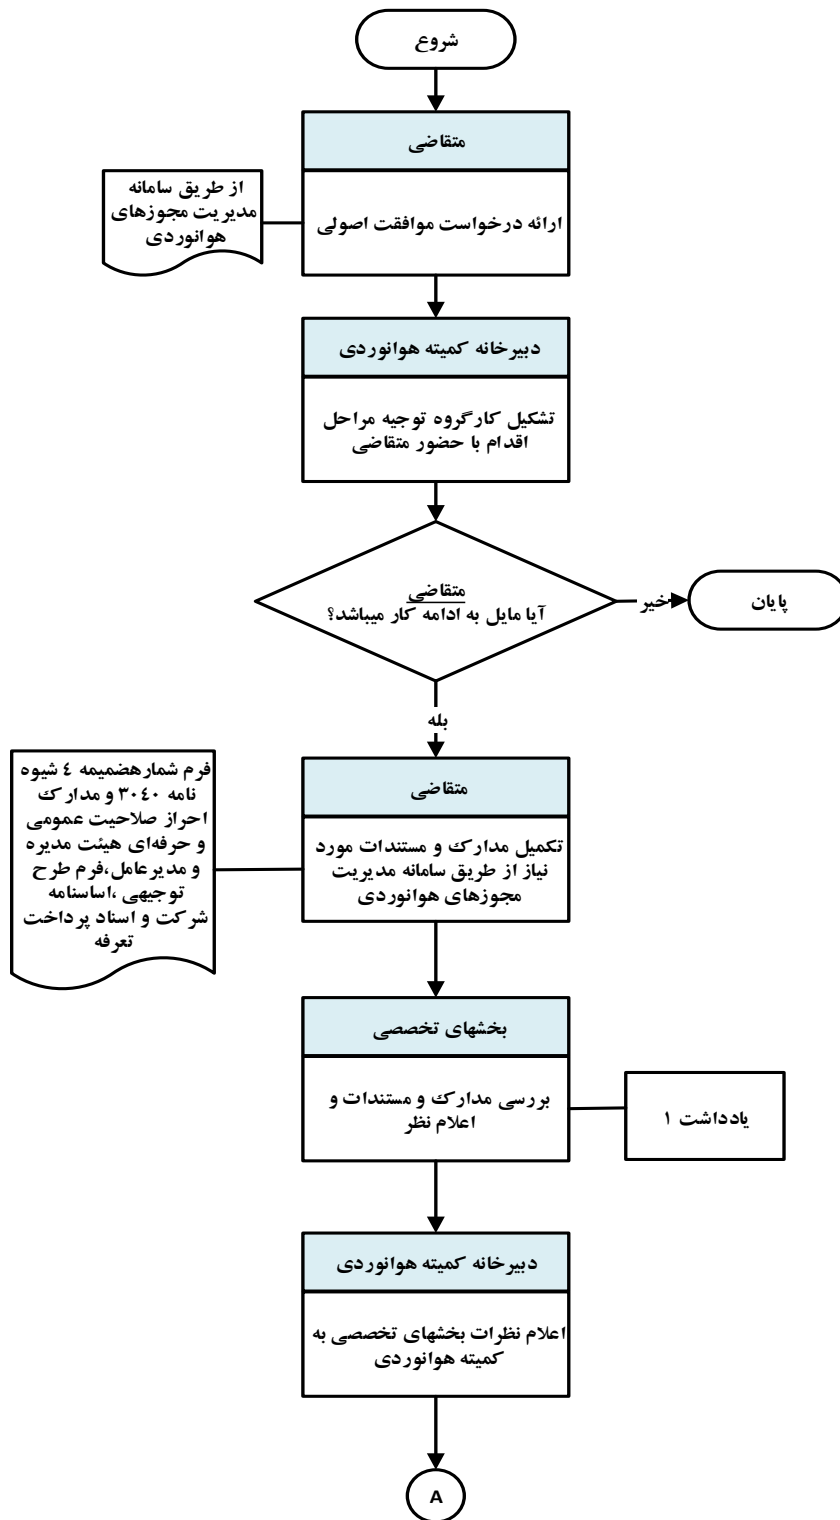 شروع
متقاضی
ارائه درخواست موافقت اصولی
از طریق سامانه
مدیریت مجوزهای
هوانوردی
دبیرخانه کمیته هوانوردی
تشکیل کارگروه توجیه مراحل
اقدام با حضور متقاضی
متقاضی
آیا مایل به ادامه کار میباشد؟
خیر
پایان
بله
متقاضی
تکمیل مدارک و مستندات مورد
نیاز از طریق سامانه مدیریت
مجوزهای هوانوردی
فرم شمارهضمیمه ٤ شیوه
نامه ٣٠٤٠ و مدارک
احراز صلاحیت عمومی
و حرفه‌ای هیئت مدیره
و مدیرعامل،فرم طرح
توجیهی ،اساسنامه
شرکت و اسناد پرداخت
تعرفه
بخشهای تخصصی
بررسی مدارک و مستندات و
اعلام نظر
یادداشت ١
دبیرخانه کمیته هوانوردی
اعلام نظرات بخشهای تخصصی به
کمیته هوانوردی
A